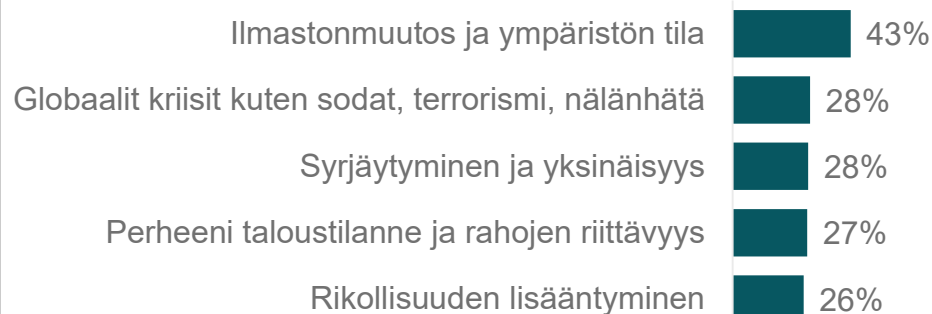 Ilmastonmuutos ja ympäristön tila 43%
Globaalit kriisit kuten sodat, terrorismi, nälänhätä 28%
Syrjäytyminen ja yksinäisyys 28%
Perheeni taloustilanne ja rahojen riittävyys 27%
Rikollisuuden lisääntyminen 26%